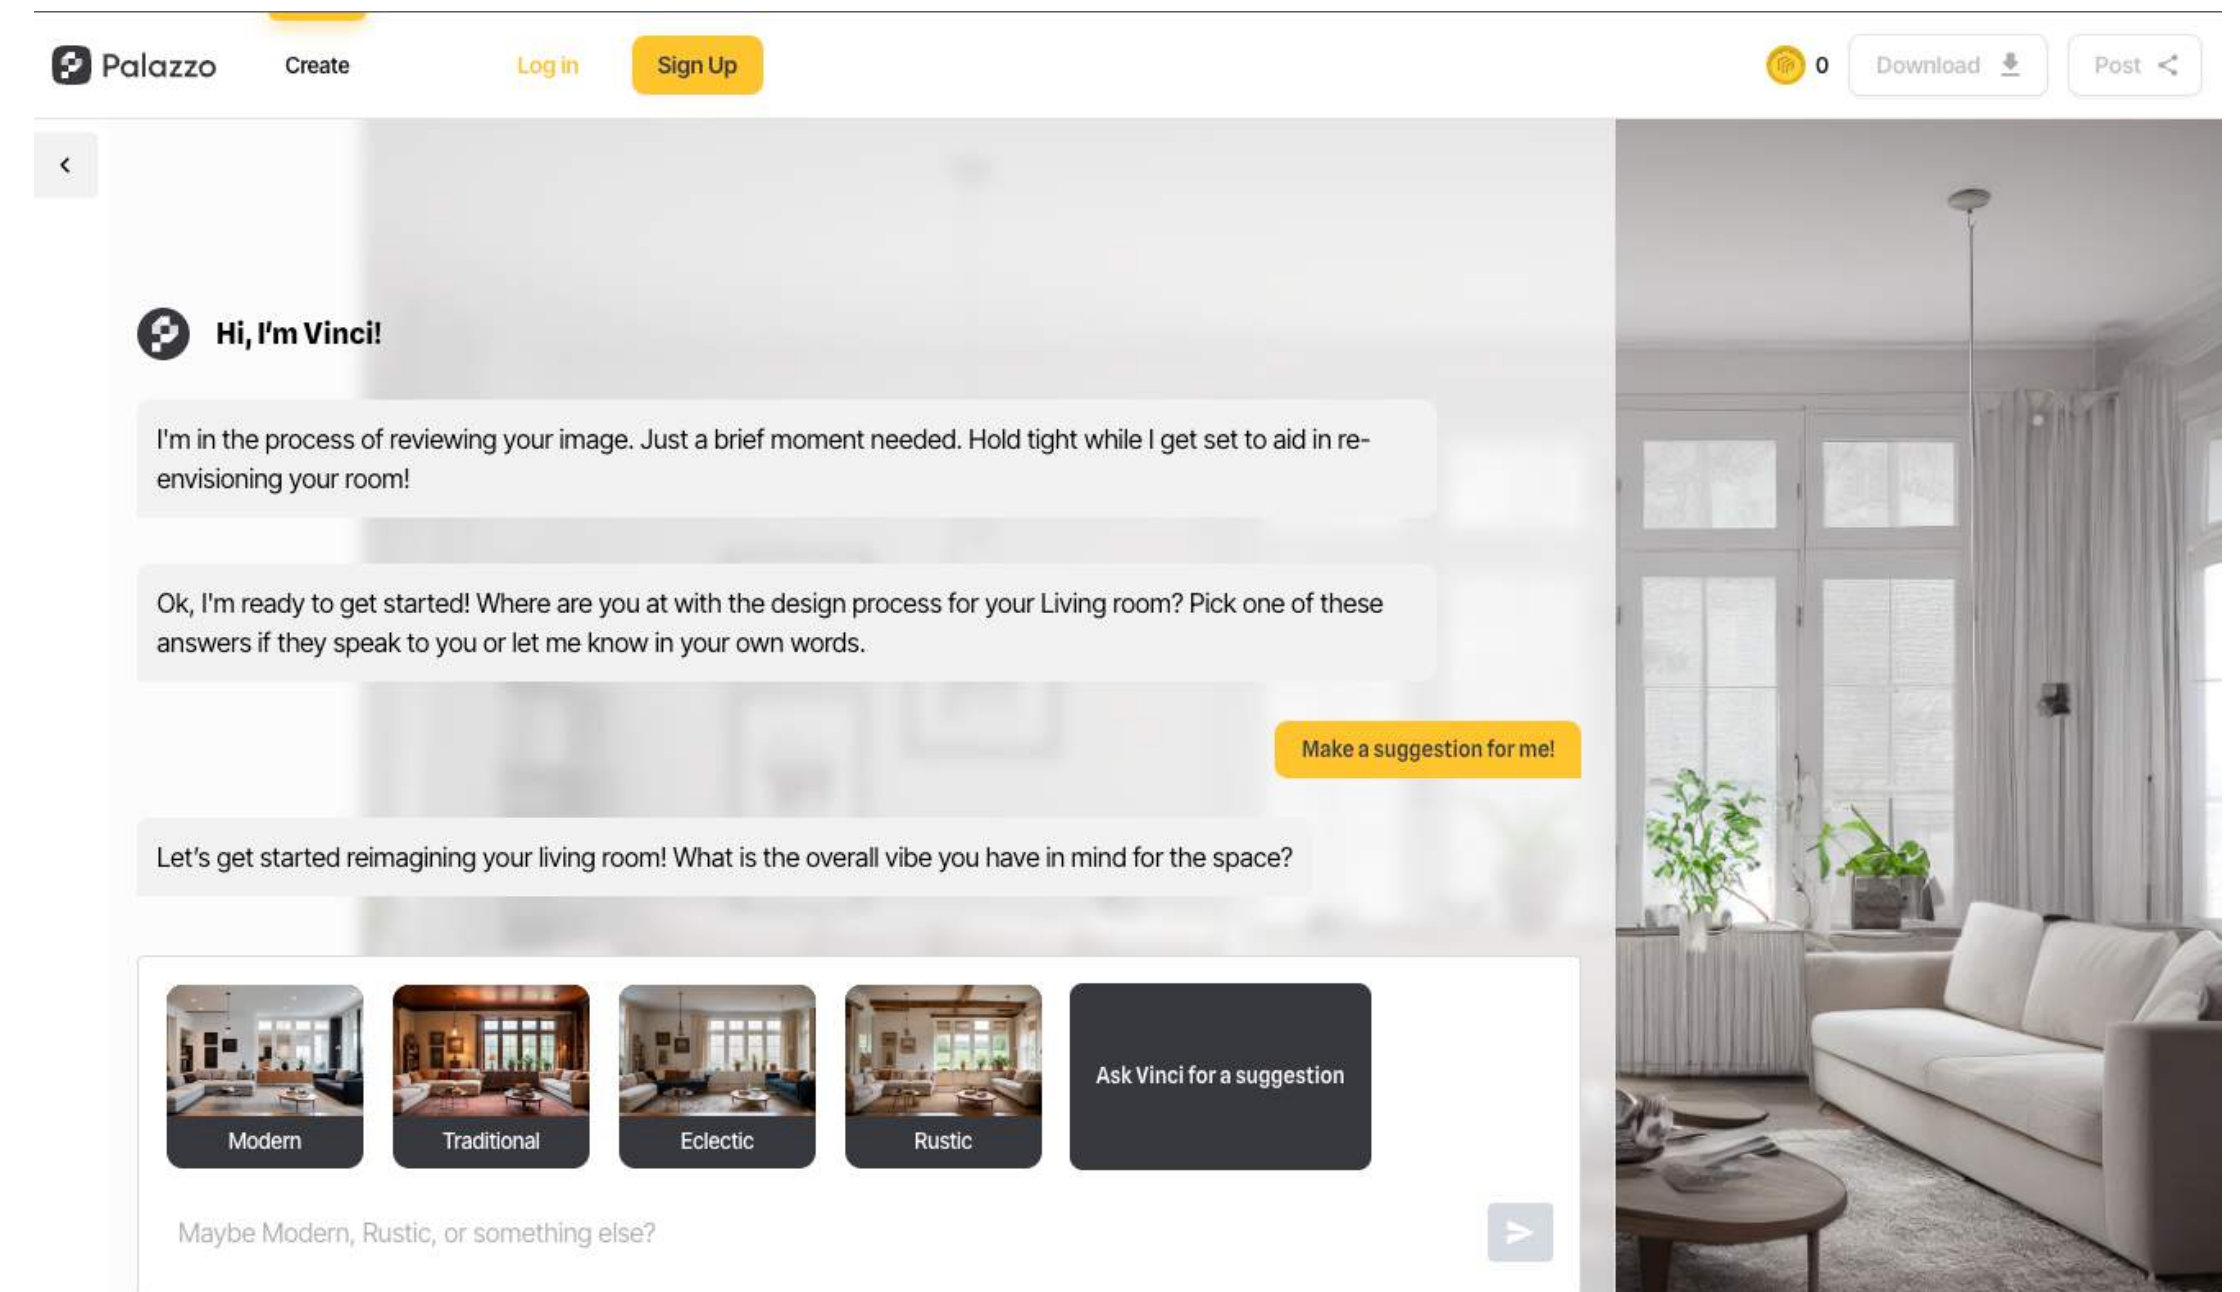 Palazzo
Create
Log in
Sign Up
0
Download
Post
Hi, I'm Vinci!
I'm in the process of reviewing your image. Just a brief moment needed. Hold tight while I get set to aid in re-
envisioning your room!
Ok, I'm ready to get started! Where are you at with the design process for your Living room? Pick one of these
answers if they speak to you or let me know in your own words.
Make a suggestion for me!
Let's get started reimagining your living room! What is the overall vibe you have in mind for the space?
Modern
Traditional
Eclectic
Rustic
Ask Vinci for a suggestion
Maybe Modern, Rustic, or something else?